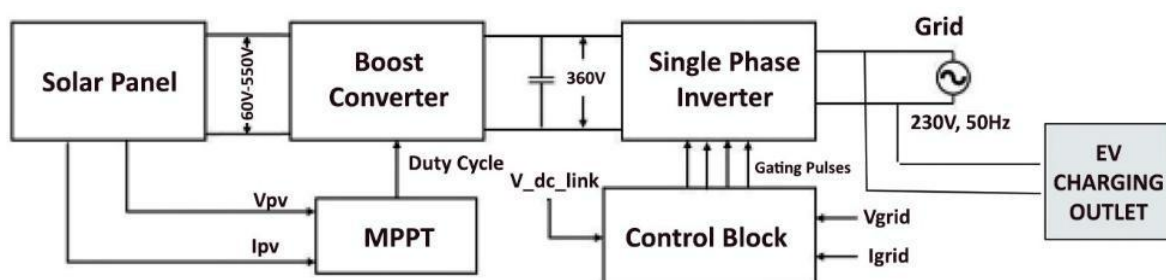 Solar Panel
60V-550V
Boost
Converter
360V
Single Phase
Inverter
Grid
230V, 50Hz
EV
CHARGING
OUTLET
Duty Cycle
V_dc_link
Gating Pulses
Vpv
Ipv
MPPT
Control Block
Vgrid
Igrid